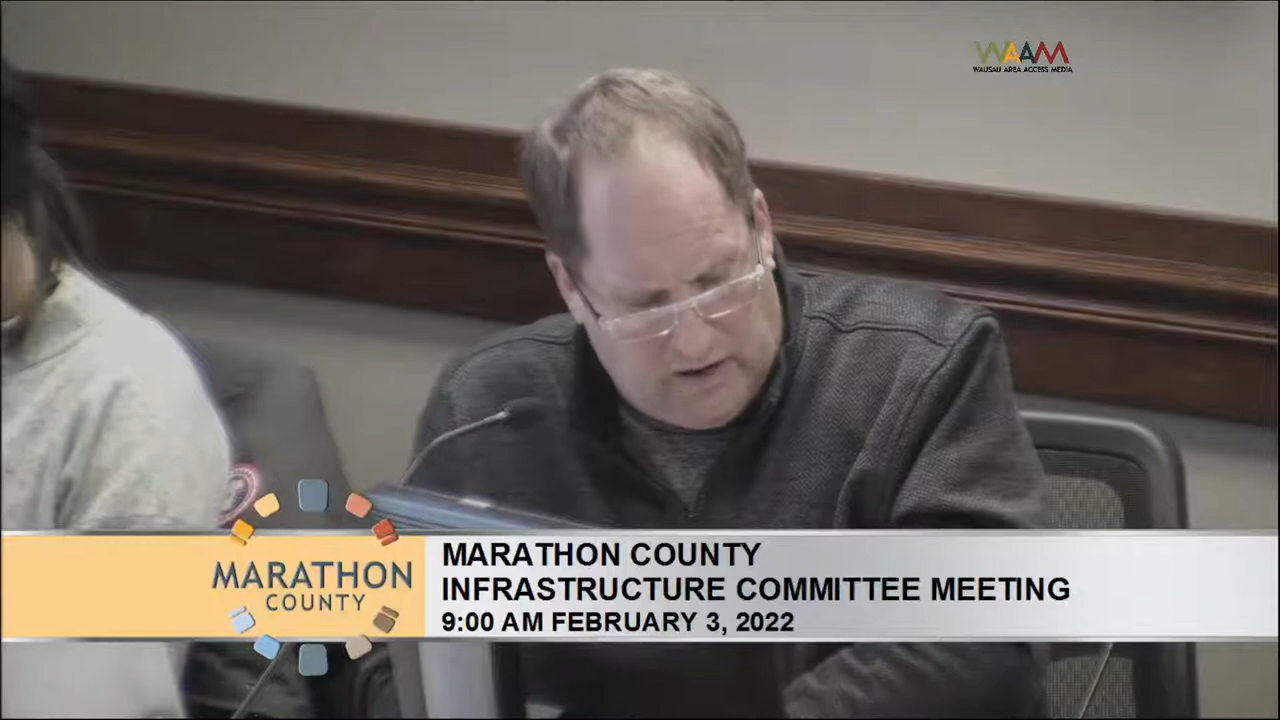 WAAM
WAUSAU AREA ACCESS MEDIA
MARATHON COUNTY
INFRASTRUCTURE COMMITTEE MEETING
9:00 AM FEBRUARY 3, 2022
MARATHON
COUNTY